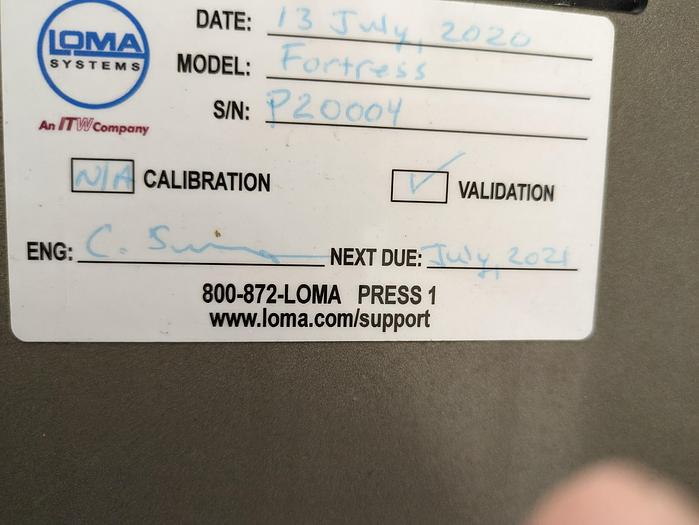 LOMA
SYSTEMS
An ITW Company
DATE: 13 July, 2020
MODEL: Fortress
S/N: P20004
N/A CALIBRATION ✓ VALIDATION
ENG: C. NEXT DUE: July, 2021
800-872-LOMA PRESS 1
www.loma.com/support